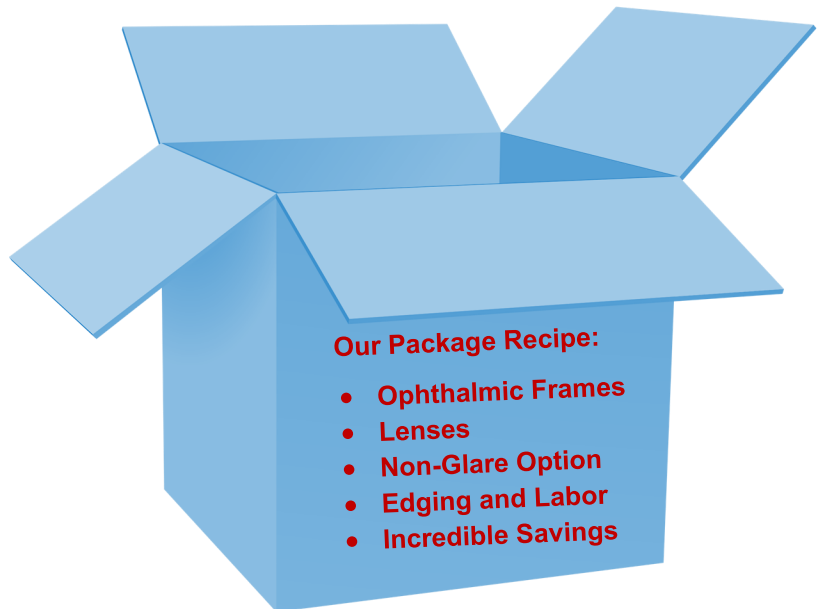 Our Package Recipe:
● Ophthalmic Frames
● Lenses
● Non-Glare Option
● Edging and Labor
● Incredible Savings